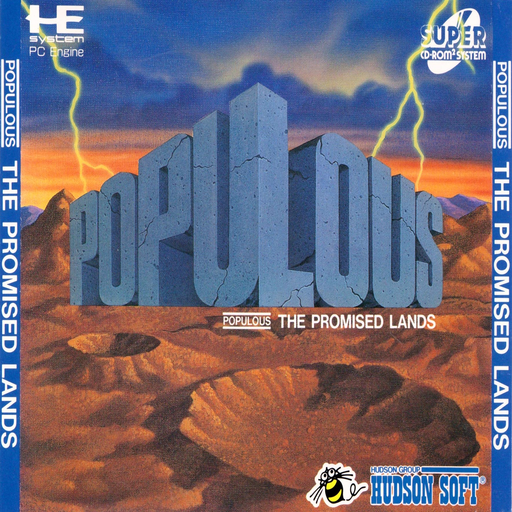 HE
system
PC Engine
SUPER
CD-ROM² SYSTEM
POPULOUS THE PROMISED LANDS
POPULOUS
POPULOUS THE PROMISED LANDS
POPULOUS THE PROMISED LANDS
HUDSON GROUP
HUDSON SOFT®